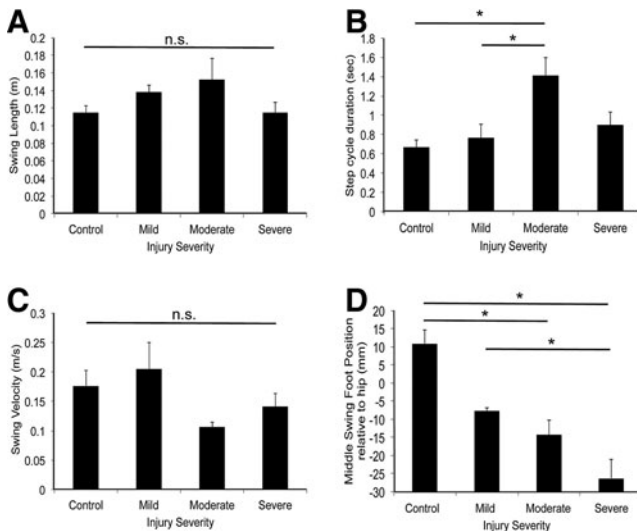 A
Swing Length (m)
0.2
0.18
0.16
0.14
0.12
0.1
0.08
0.06
0.04
0.02
0
n.s.
Control
Mild
Moderate
Severe
Injury Severity
B
Step cycle duration (sec)
1.8
1.6
1.4
1.2
1
0.8
0.6
0.4
0.2
0
*
*
Control
Mild
Moderate
Severe
Injury Severity
C
Swing Velocity (m/s)
0.3
0.25
0.2
0.15
0.1
0.05
0
n.s.
Control
Mild
Moderate
Severe
Injury Severity
D
Middle Swing Foot Position
relative to hip (mm)
20
15
10
5
0
-5
-10
-15
-20
-25
-30
*
*
*
Control
Mild
Moderate
Severe
Injury Severity